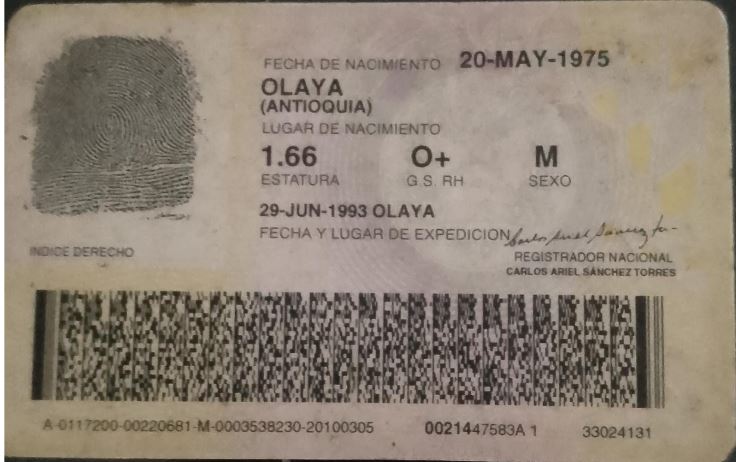 FECHA DE NACIMIENTO 20-MAY-1975
OLAYA
(ANTIOQUIA)
LUGAR DE NACIMIENTO
1.66 O+ M
ESTATURA G.S. RH SEXO
29-JUN-1993 OLAYA
FECHA Y LUGAR DE EXPEDICION
INDICE DERECHO
REGISTRADOR NACIONAL
CARLOS ARIEL SÁNCHEZ TORRES
A-0117200-00220681-M-0003538230-20100305 0021447583A 1 33024131